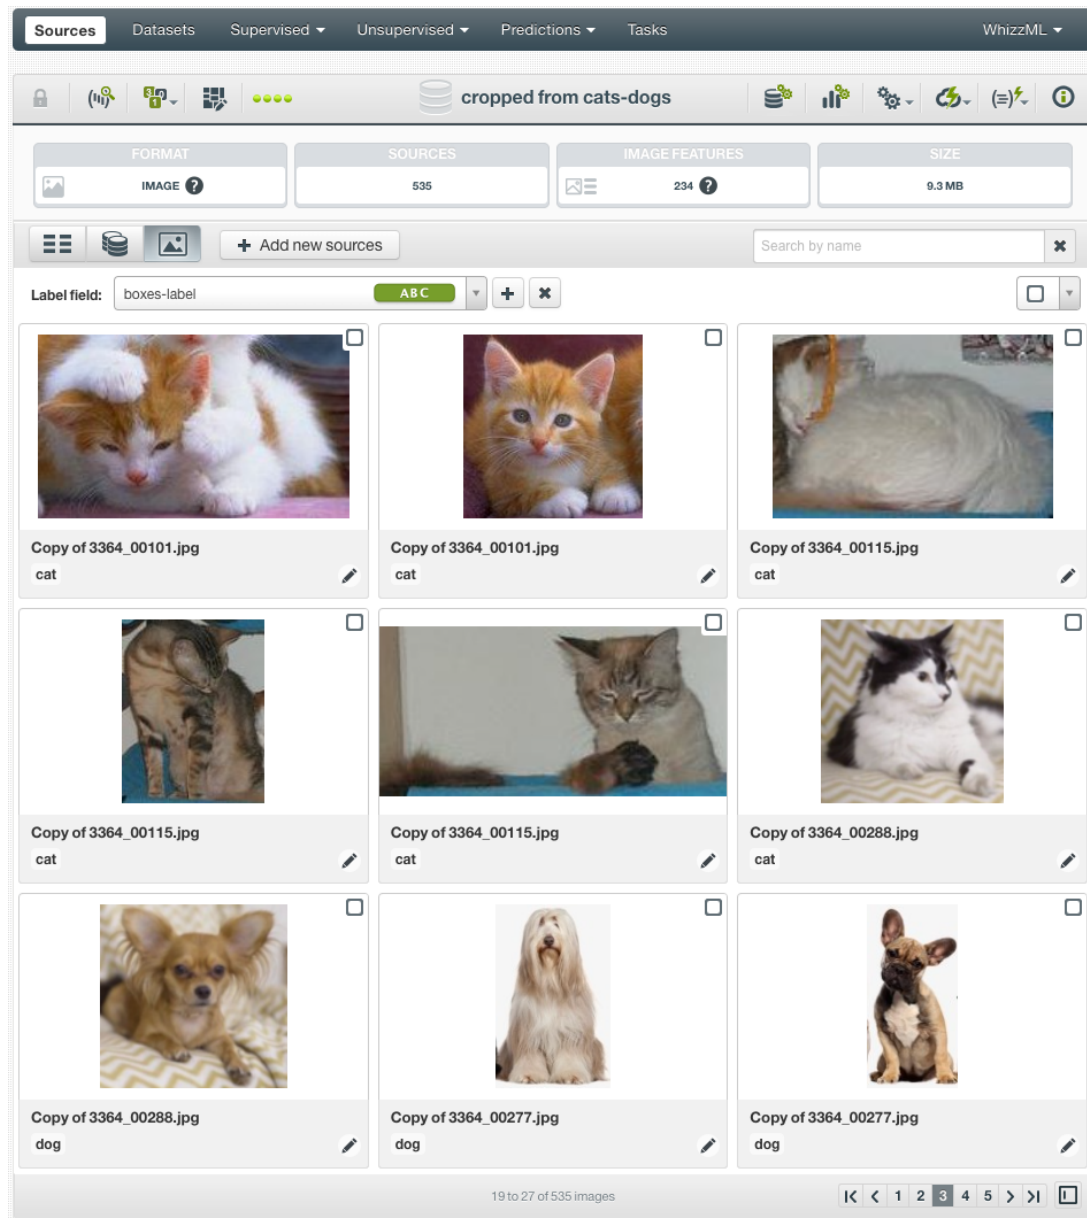 Sources Datasets Supervised Unsupervised Predictions Tasks WhizzML
cropped from cats-dogs
FORMAT SOURCES IMAGE FEATURES SIZE
IMAGE ? 535 234 ? 9.3 MB
+ Add new sources Search by name
Label field: boxes-label ABC
Copy of 3364_00101.jpg Copy of 3364_00101.jpg Copy of 3364_00115.jpg
cat cat cat
Copy of 3364_00115.jpg Copy of 3364_00115.jpg Copy of 3364_00288.jpg
cat cat cat
Copy of 3364_00288.jpg Copy of 3364_00277.jpg Copy of 3364_00277.jpg
dog dog dog
19 to 27 of 535 images 1 2 3 4 5